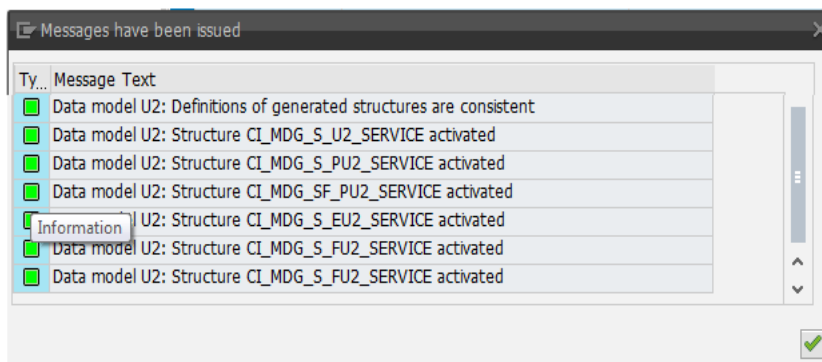 Messages have been issued
Ty... Message Text
Data model U2: Definitions of generated structures are consistent
Data model U2: Structure CI_MDG_S_U2_SERVICE activated
Data model U2: Structure CI_MDG_S_PU2_SERVICE activated
Data model U2: Structure CI_MDG_SF_PU2_SERVICE activated
l U2: Structure CI_MDG_S_EU2_SERVICE activated
Information
Data model U2: Structure CI_MDG_S_FU2_SERVICE activated
Data model U2: Structure CI_MDG_S_FU2_SERVICE activated